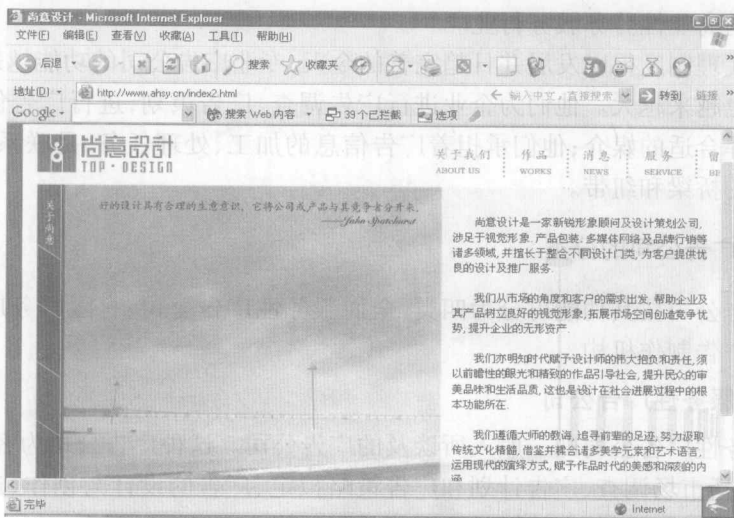 尚意设计 - Microsoft Internet Explorer
文件(F) 编辑(E) 查看(V) 收藏(A) 工具(T) 帮助(H)
后退 搜索 收藏夹
地址(D) http://www.ahsy.cn/index2.html 输入中文，直接搜索 转到 链接 »
Google 搜索 Web 内容 39 个已拦截 选项
尚意設計
TOP·DESIGN
关于我们 作品 消息 服务 留
ABOUT US WORKS NEWS SERVICE BB
关于尚意
好的设计具有合理的生意意识，它将公司或产品与其竞争者分开来。
——John Spatchurst
尚意设计是一家新锐形象顾问及设计策划公司,
涉足于视觉形象.产品包装.多媒体网络及品牌行销等
诸多领域,并擅长于整合不同设计门类,为客户提供优
良的设计及推广服务.
我们从市场的角度和客户的需求出发,帮助企业及
其产品树立良好的视觉形象,拓展市场空间创造竞争优
势,提升企业的无形资产.
我们亦明知时代赋予设计师的伟大抱负和责任,须
以前瞻性的眼光和精致的作品引导社会,提升民众的审
美品味和生活品质,这也是设计在社会进展过程中的根
本功能所在.
我们遵循大师的教诲,追寻前辈的足迹,努力汲取
传统文化精髓,借鉴并糅合诸多美学元素和艺术语言,
运用现代的演绎方式,赋予作品时代的美感和深刻的内
涵
完毕 Internet